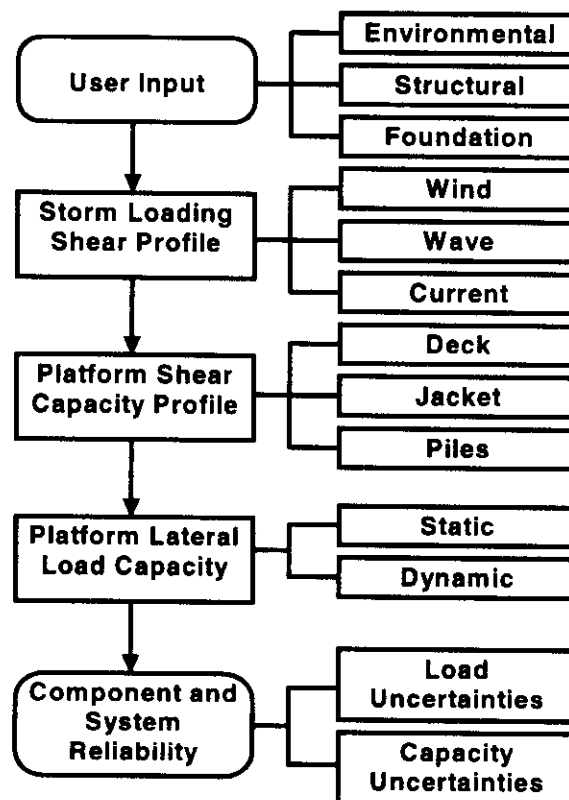 User Input
Environmental
Structural
Foundation
Storm Loading
Shear Profile
Wind
Wave
Current
Platform Shear
Capacity Profile
Deck
Jacket
Piles
Platform Lateral
Load Capacity
Static
Dynamic
Component and
System
Reliability
Load
Uncertainties
Capacity
Uncertainties